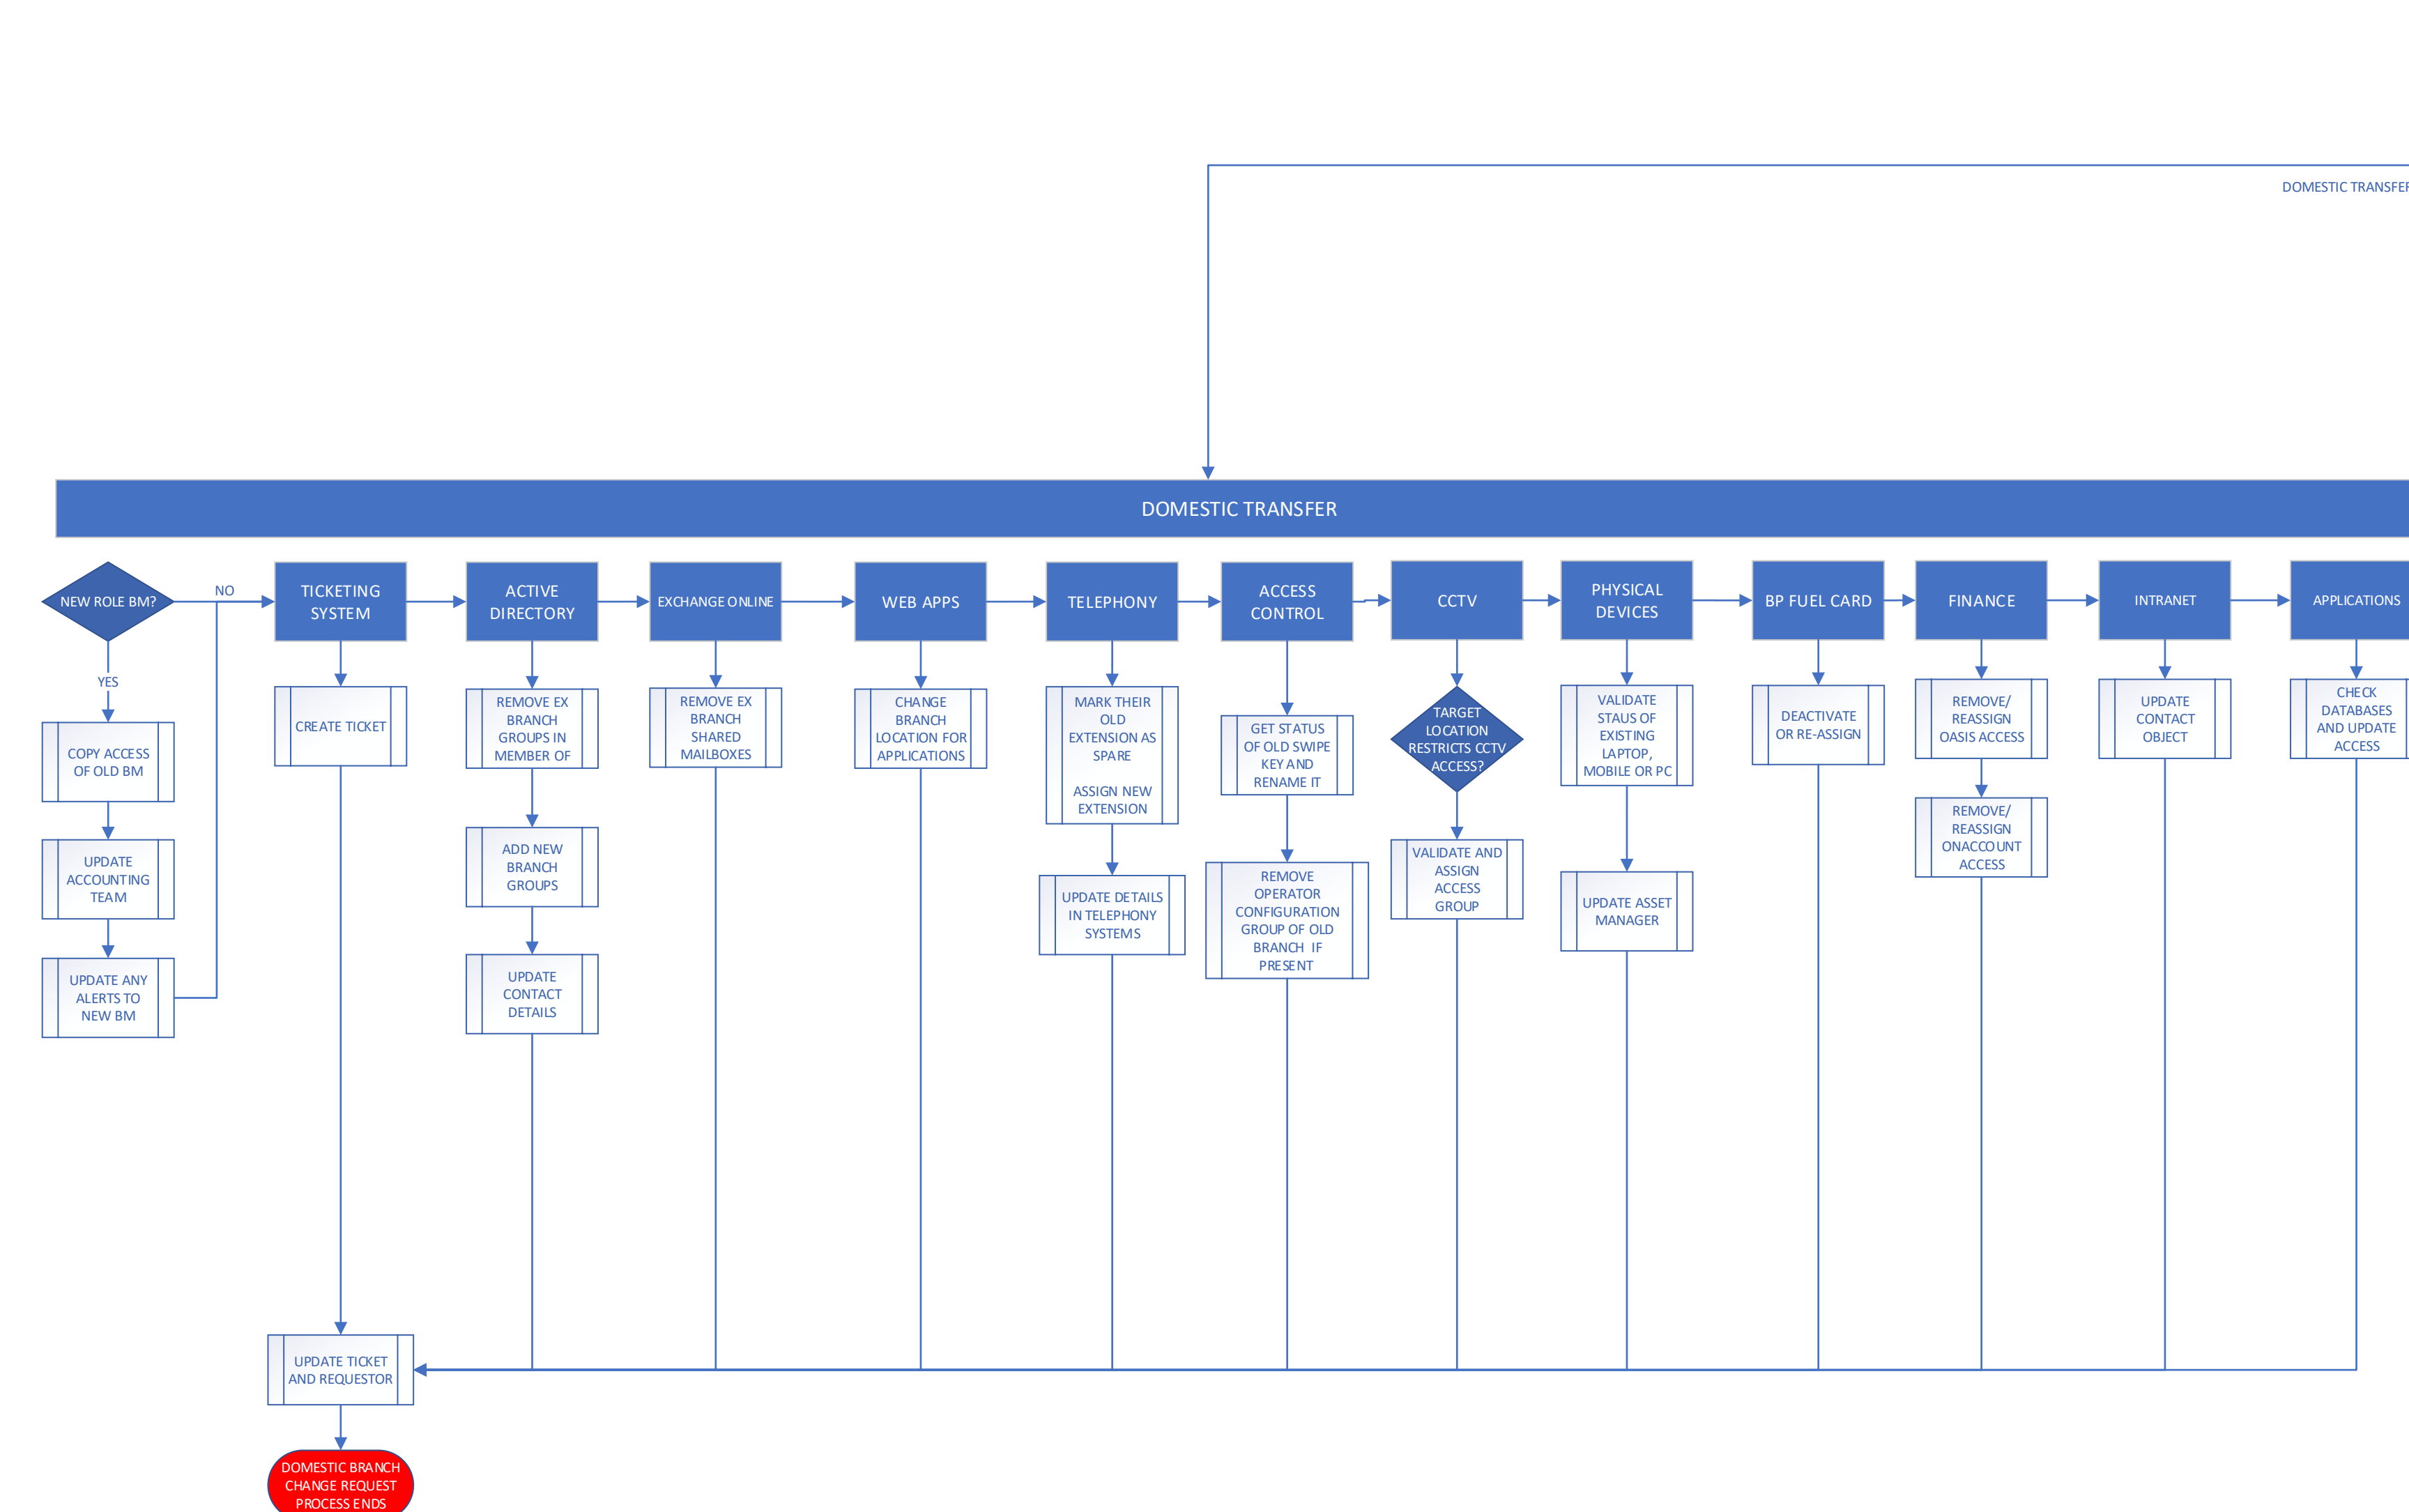 DOMESTIC TRANSFER
DOMESTIC TRANSFER
NEW ROLE BM?
NO
YES
COPY ACCESS
OF OLD BM
UPDATE
ACCOUNTING
TEAM
UPDATE ANY
ALERTS TO
NEW BM
TICKETING
SYSTEM
CREATE TICKET
UPDATE TICKET
AND REQUESTOR
DOMESTIC BRANCH
CHANGE REQUEST
PROCESS ENDS
ACTIVE
DIRECTORY
REMOVE EX
BRANCH
GROUPS IN
MEMBER OF
ADD NEW
BRANCH
GROUPS
UPDATE
CONTACT
DETAILS
EXCHANGE ONLINE
REMOVE EX
BRANCH
SHARED
MAILBOXES
WEB APPS
CHANGE
BRANCH
LOCATION FOR
APPLICATIONS
TELEPHONY
MARK THEIR
OLD
EXTENSION AS
SPARE
ASSIGN NEW
EXTENSION
UPDATE DETAILS
IN TELEPHONY
SYSTEMS
ACCESS
CONTROL
GET STATUS
OF OLD SWIPE
KEY AND
RENAME IT
REMOVE
OPERATOR
CONFIGURATION
GROUP OF OLD
BRANCH IF
PRESENT
CCTV
TARGET
LOCATION
RESTRICTS CCTV
ACCESS?
VALIDATE AND
ASSIGN
ACCESS
GROUP
PHYSICAL
DEVICES
VALIDATE
STAUS OF
EXISTING
LAPTOP,
MOBILE OR PC
UPDATE ASSET
MANAGER
BP FUEL CARD
DEACTIVATE
OR RE-ASSIGN
FINANCE
REMOVE/
REASSIGN
OASIS ACCESS
REMOVE/
REASSIGN
ONACCOUNT
ACCESS
INTRANET
UPDATE
CONTACT
OBJECT
APPLICATIONS
CHECK
DATABASES
AND UPDATE
ACCESS